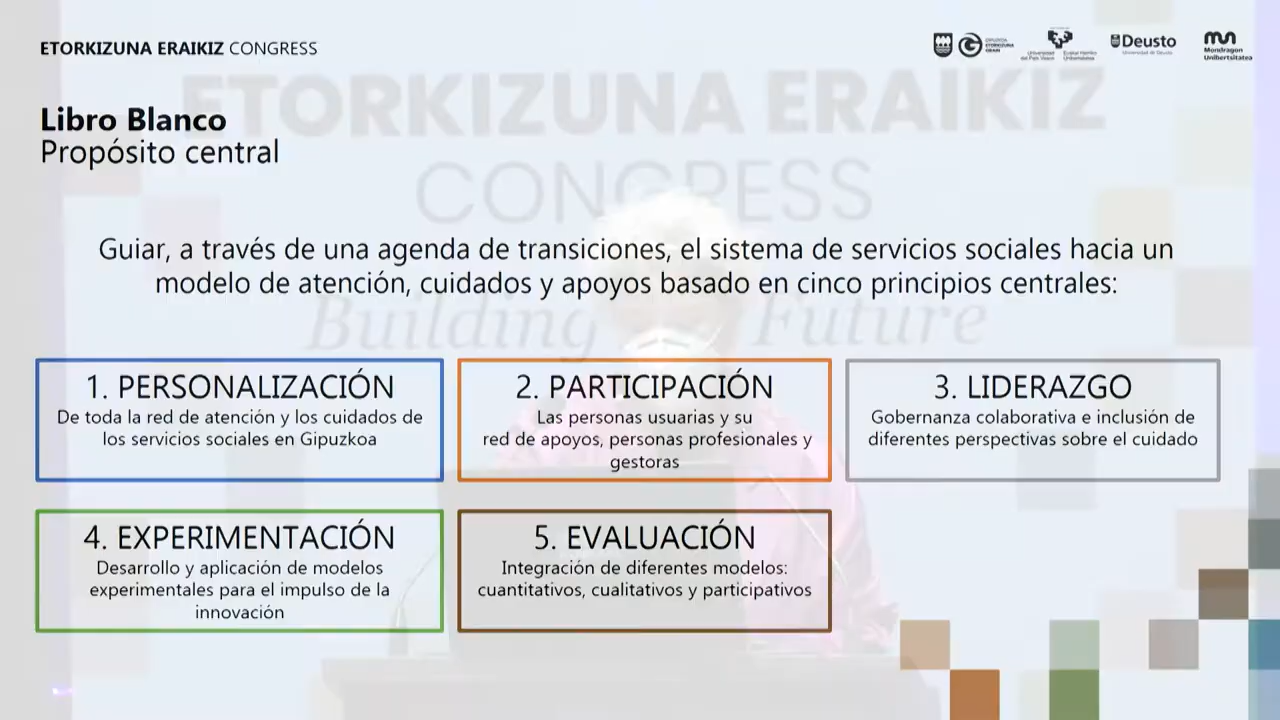 ETORKIZUNA ERAIKIZ CONGRESS
Deusto
Mondragon
Unibertsitatea
ETORKIZUNA ERAIKIZ
CONGRESS
Building Future
Libro Blanco
Propósito central
Guiar, a través de una agenda de transiciones, el sistema de servicios sociales hacia un
modelo de atención, cuidados y apoyos basado en cinco principios centrales:
1. PERSONALIZACIÓN
De toda la red de atención y los cuidados de
los servicios sociales en Gipuzkoa
2. PARTICIPACIÓN
Las personas usuarias y su
red de apoyos, personas profesionales y
gestoras
3. LIDERAZGO
Gobernanza colaborativa e inclusión de
diferentes perspectivas sobre el cuidado
4. EXPERIMENTACIÓN
Desarrollo y aplicación de modelos
experimentales para el impulso de la
innovación
5. EVALUACIÓN
Integración de diferentes modelos:
cuantitativos, cualitativos y participativos